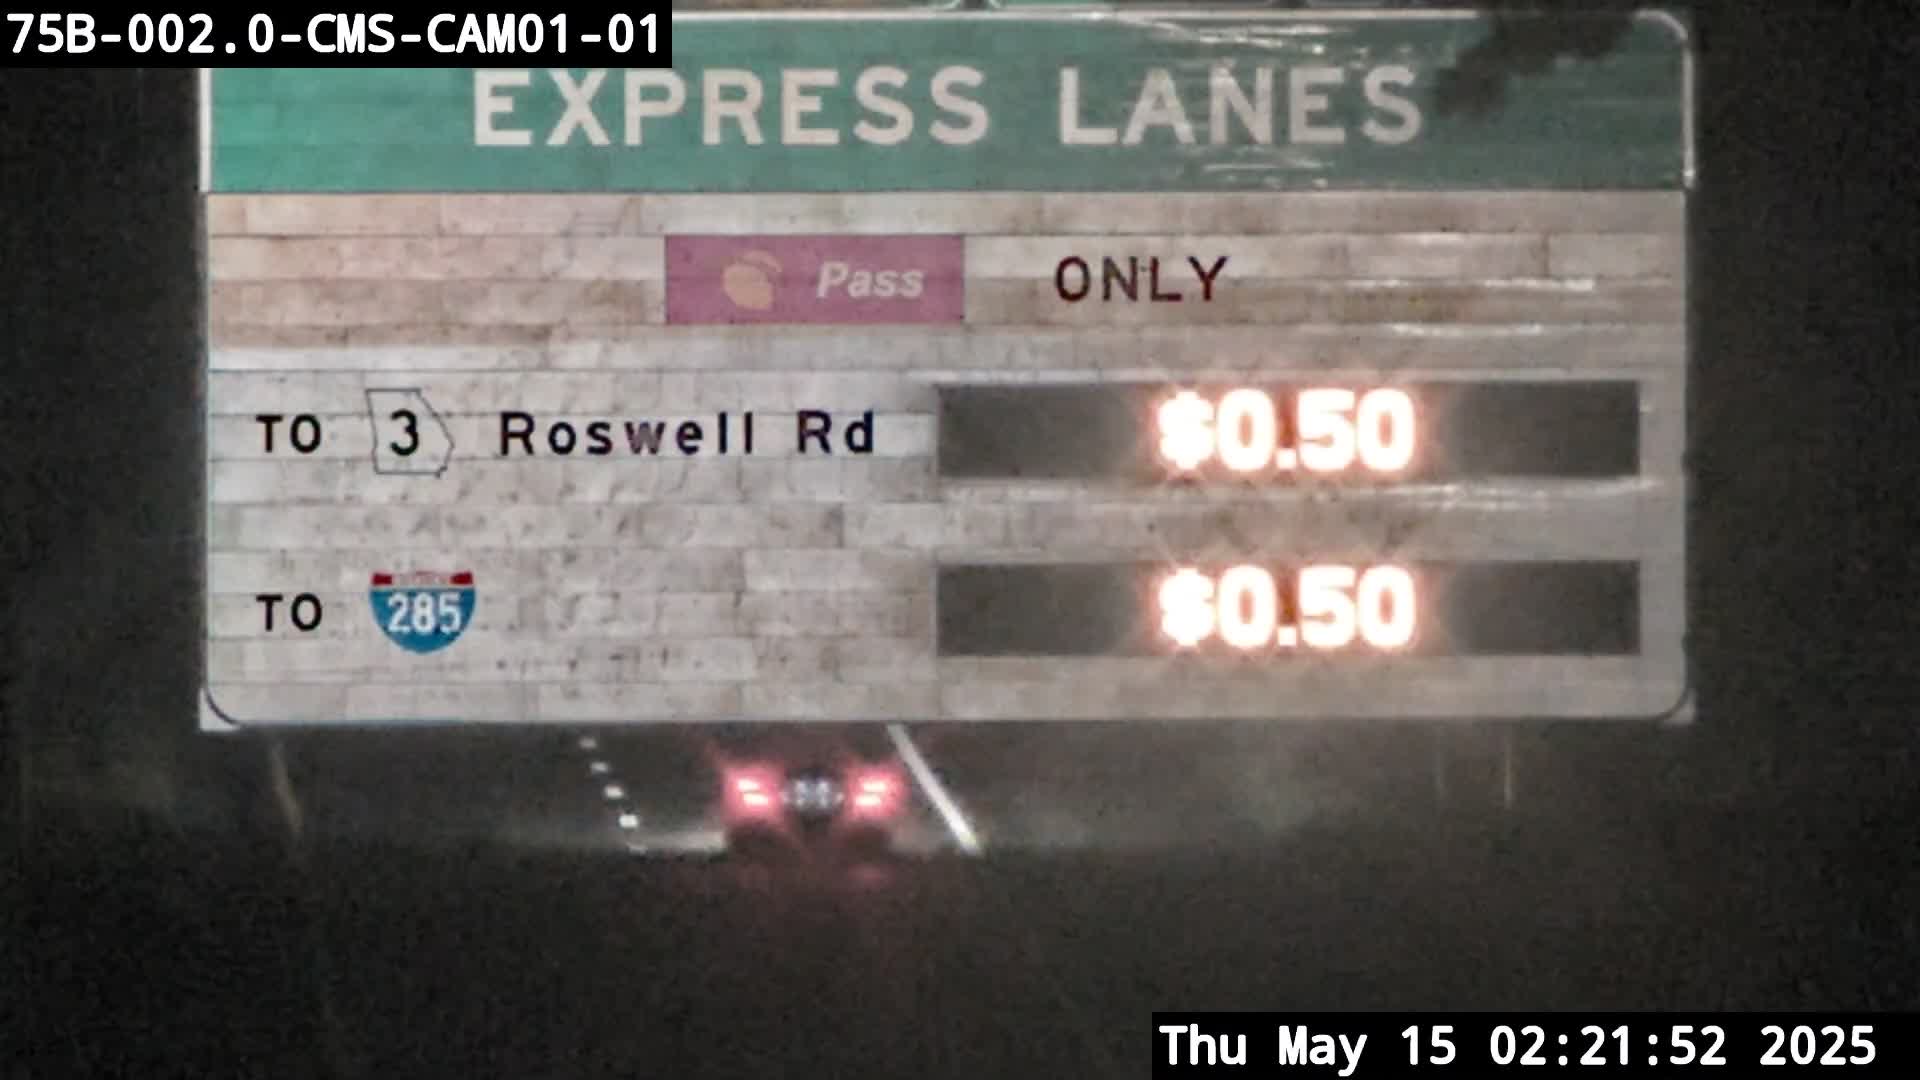 75B-002.0-CMS-CAM01-01
EXPRESS LANES
Pass ONLY
TO 3 Roswell Rd $0.50
TO 285 $0.50
Thu May 15 02:21:52 2025